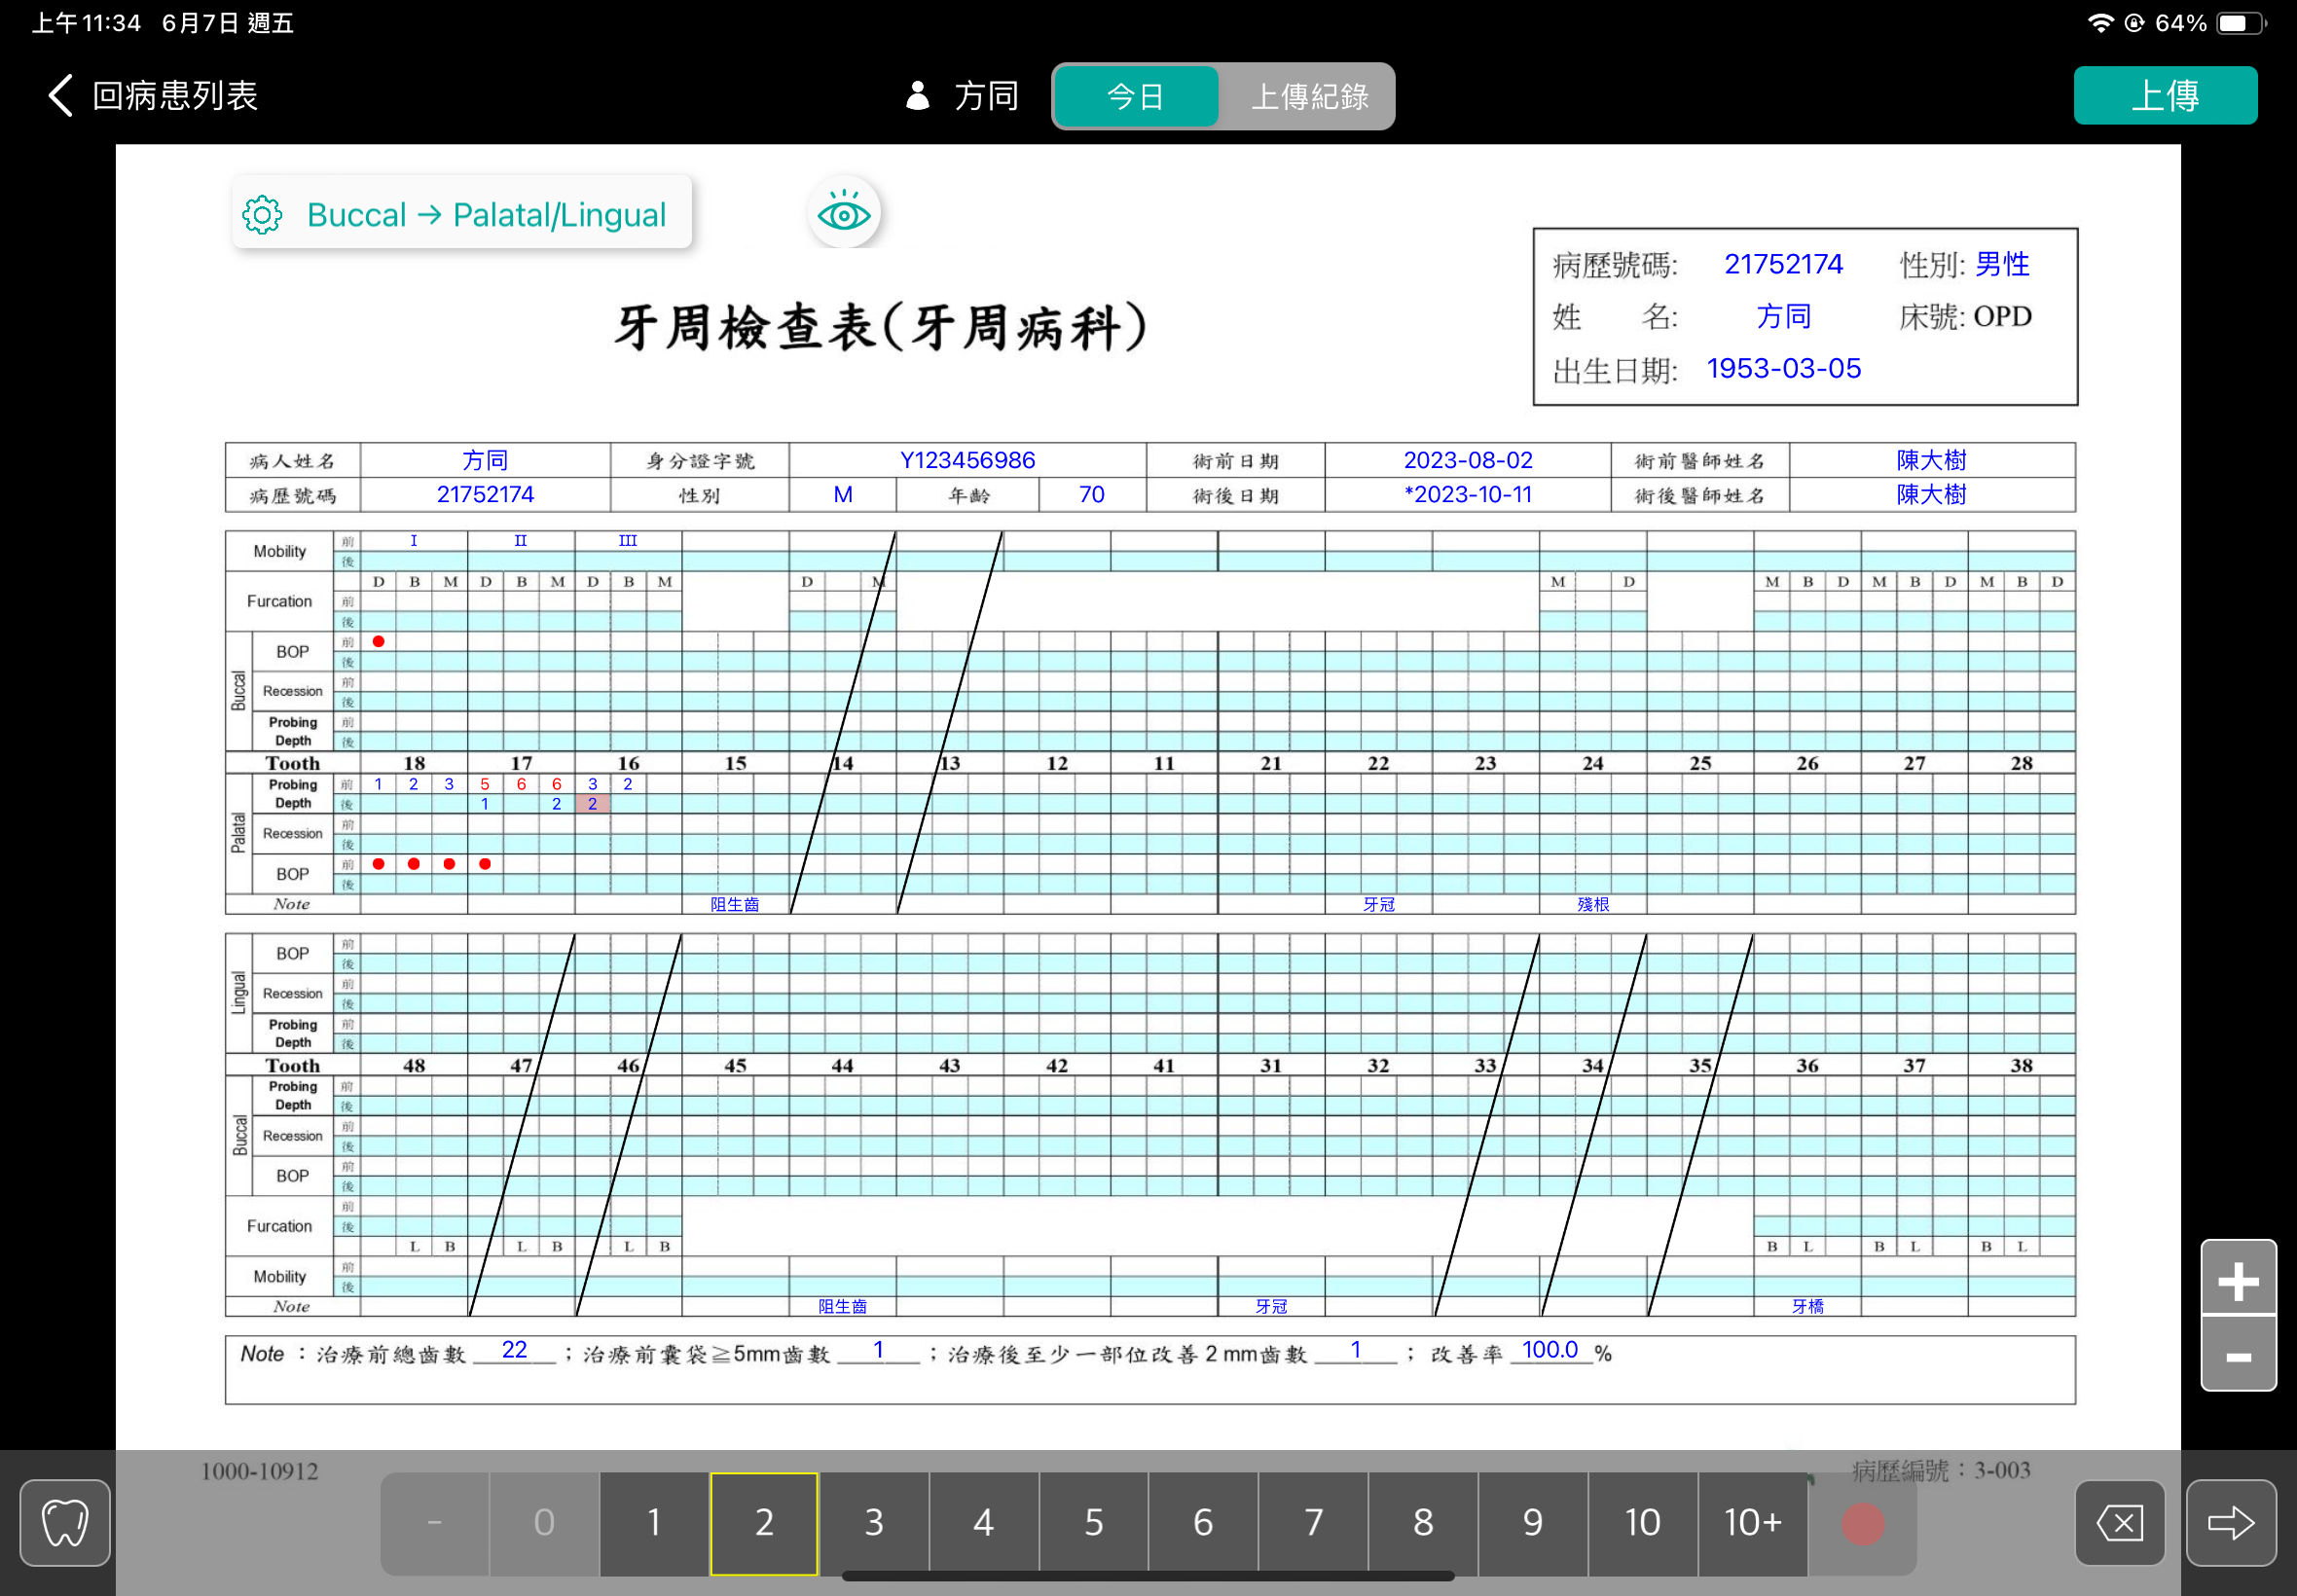 上午11:34 6月7日 週五 64%
回病患列表 方同 今日 上傳紀錄 上傳
Buccal → Palatal/Lingual
病歷號碼: 21752174 性別: 男性
牙周檢查表(牙周病科)
姓 名: 方同 床號: OPD
出生日期: 1953-03-05
病人姓名 方同 身分證字號 Y123456986 術前日期 2023-08-02 術前醫師姓名 陳大樹
病歷號碼 21752174 性別 M 年齡 70 術後日期 *2023-10-11 術後醫師姓名 陳大樹
Mobility 前 I II III
後
D B M D B M D B M D M M D M B D M B D M B D
Furcation 前
後
Buccal
BOP 前
後
Recession 前
後
Probing Depth 前
後
Tooth 18 17 16 15 14 13 12 11 21 22 23 24 25 26 27 28
Palatal
Probing Depth 前 1 2 3 5 6 6 3 2
後 1 2 2
Recession 前
後
BOP 前
後
Note 阻生齒 牙冠 殘根
Lingual
BOP 前
後
Recession 前
後
Probing Depth 前
後
Tooth 48 47 46 45 44 43 42 41 31 32 33 34 35 36 37 38
Buccal
Probing Depth 前
後
Recession 前
後
BOP 前
後
Furcation 前
後
L B L B L B B L B L B L
Mobility 前
後
Note 阻生齒 牙冠 牙橋
Note：治療前總齒數 22 ；治療前囊袋≧5mm齒數 1 ；治療後至少一部位改善2mm齒數 1 ；改善率 100.0 %
1000-10912 病歷編號：3-003
- 0 1 2 3 4 5 6 7 8 9 10 10+
+
-